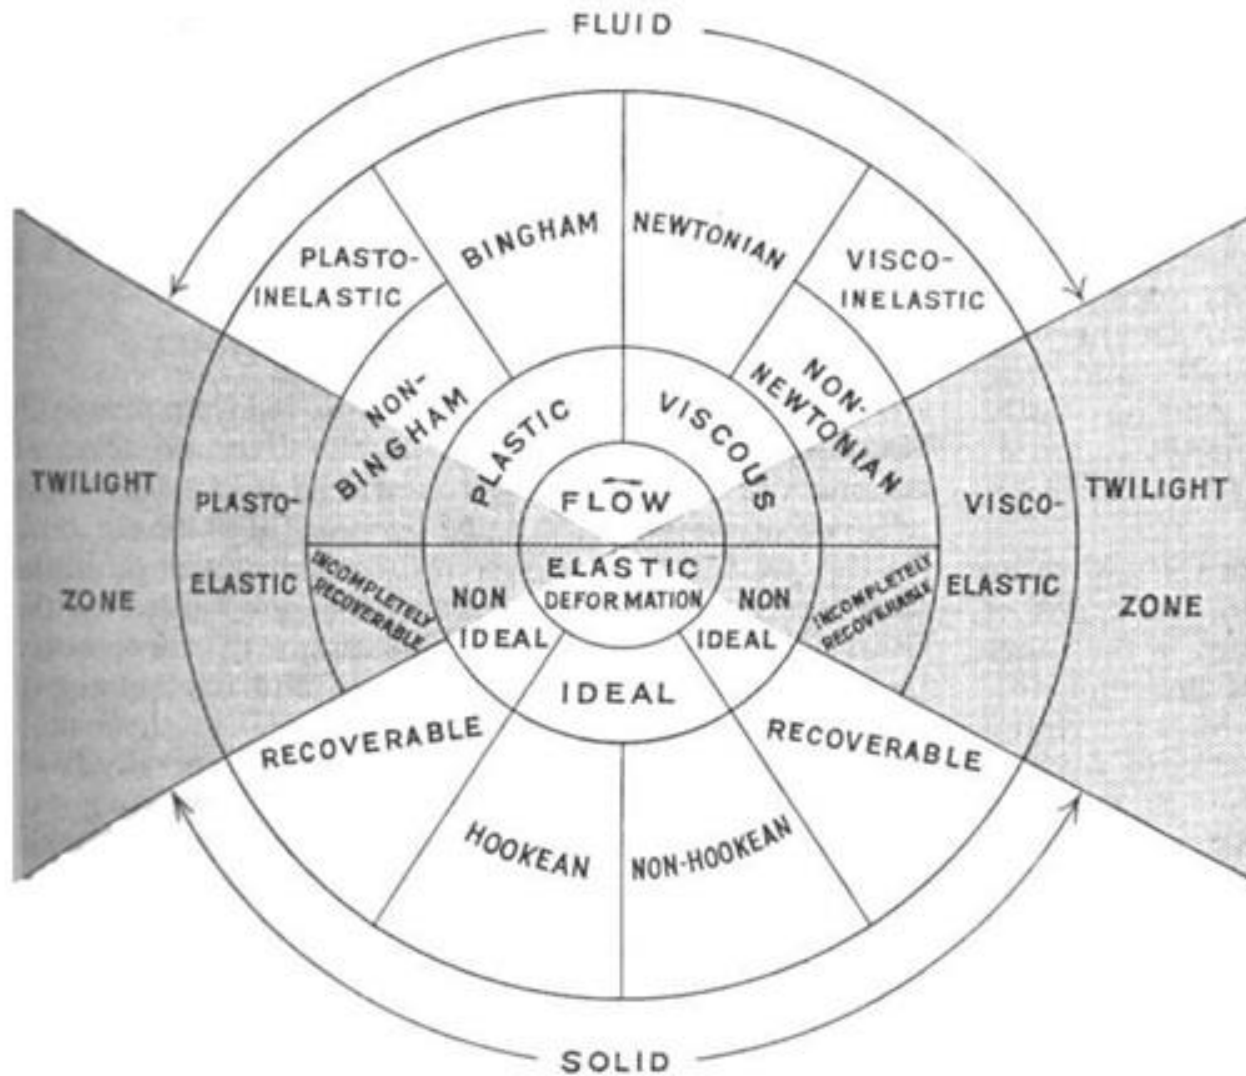 FLUID
BINGHAM
NEWTONIAN
PLASTO-
INELASTIC
VISCO-
INELASTIC
NON-
BINGHAM
NON-
NEWTONIAN
PLASTIC
VISCOUS
TWILIGHT
ZONE
PLASTO-
ELASTIC
FLOW
ELASTIC
DEFORMATION
VISCO-
ELASTIC
TWILIGHT
ZONE
INCOMPLETELY
RECOVERABLE
NON
IDEAL
NON
IDEAL
INCOMPLETELY
RECOVERABLE
IDEAL
RECOVERABLE
RECOVERABLE
HOOKEAN
NON-HOOKEAN
SOLID